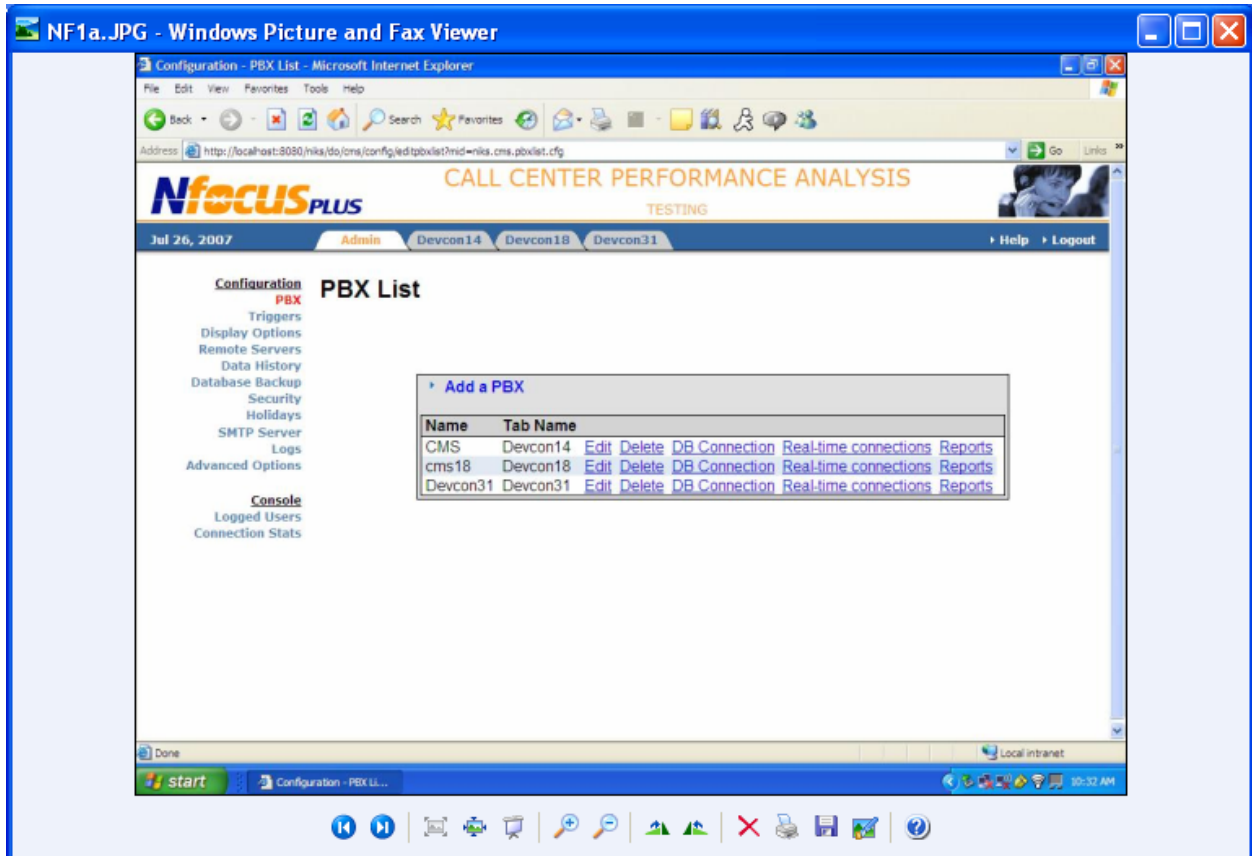 NF1a.JPG - Windows Picture and Fax Viewer
Configuration - PBX List - Microsoft Internet Explorer
File Edit View Favorites Tools Help
Back Search Favorites
Address http://localhost:8080/niks/do/cms/config/editpbxlist?mid=niks.cms.pbxlist.cfg Go Links »
Nfocus PLUS
CALL CENTER PERFORMANCE ANALYSIS
TESTING
Jul 26, 2007 Admin Devcon14 Devcon18 Devcon31 Help Logout
Configuration
PBX
Triggers
Display Options
Remote Servers
Data History
Database Backup
Security
Holidays
SMTP Server
Logs
Advanced Options
Console
Logged Users
Connection Stats
PBX List
Add a PBX
Name Tab Name
CMS Devcon14 Edit Delete DB Connection Real-time connections Reports
cms18 Devcon18 Edit Delete DB Connection Real-time connections Reports
Devcon31 Devcon31 Edit Delete DB Connection Real-time connections Reports
Done Local intranet
start Configuration - PBX Li... 10:32 AM